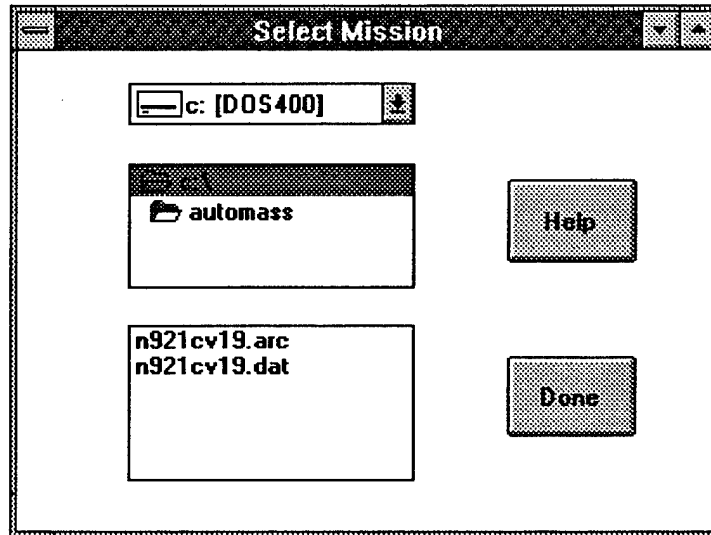 Select Mission
c: [DOS400]
c:\
automass
Help
n921cv19.arc
n921cv19.dat
Done